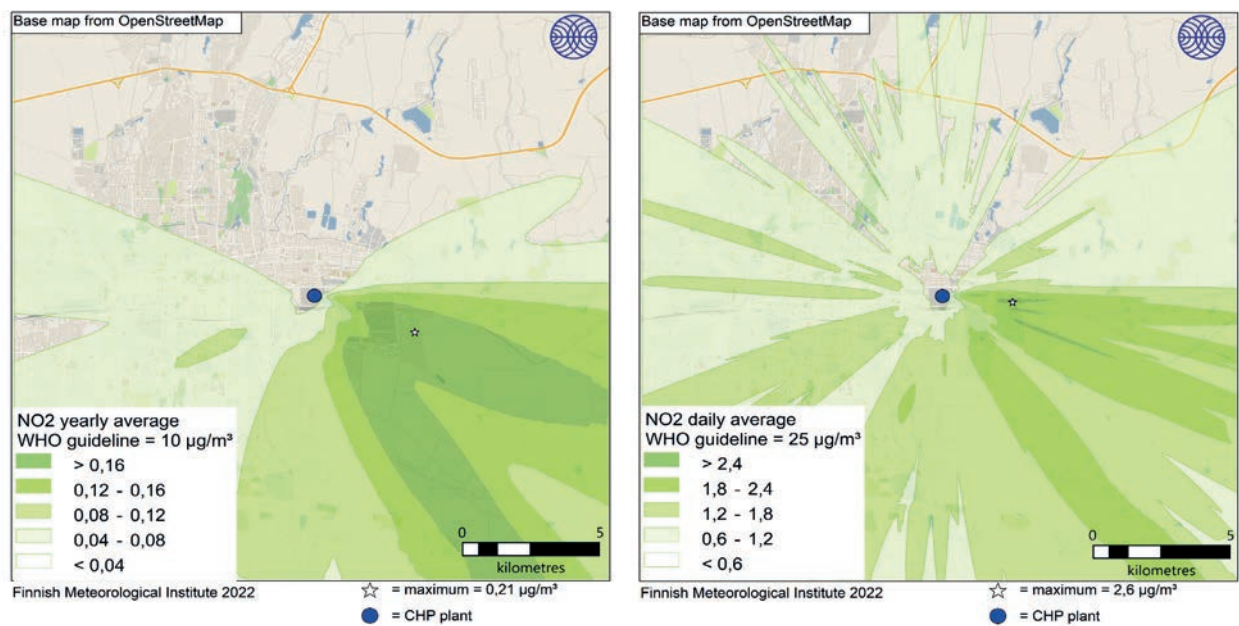 Base map from OpenStreetMap
NO2 yearly average
WHO guideline = 10 µg/m³
> 0,16
0,12 - 0,16
0,08 - 0,12
0,04 - 0,08
< 0,04
0 5
kilometres
Finnish Meteorological Institute 2022
= maximum = 0,21 µg/m³
= CHP plant
Base map from OpenStreetMap
NO2 daily average
WHO guideline = 25 µg/m³
> 2,4
1,8 - 2,4
1,2 - 1,8
0,6 - 1,2
< 0,6
0 5
kilometres
Finnish Meteorological Institute 2022
= maximum = 2,6 µg/m³
= CHP plant